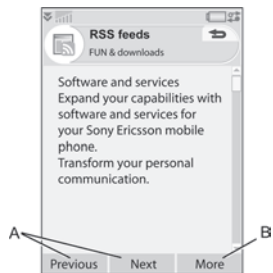 RSS feeds
FUN & downloads
Software and services
Expand your capabilities with
software and services for
your Sony Ericsson mobile
phone.
Transform your personal
communication.
A
B
Previous Next More